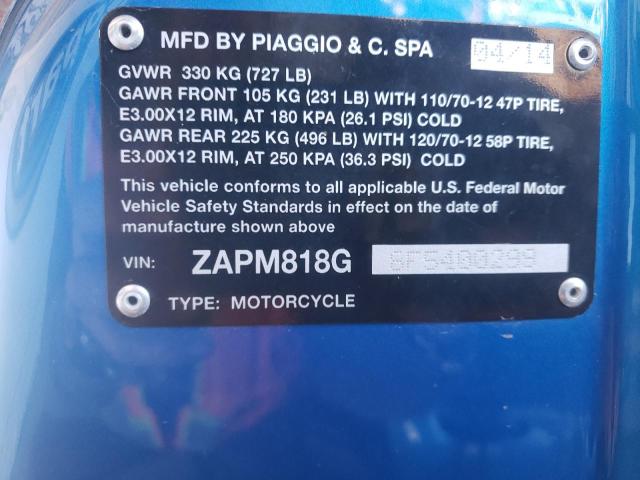 MFD BY PIAGGIO & C. SPA 04/14
GVWR 330 KG (727 LB)
GAWR FRONT 105 KG (231 LB) WITH 110/70-12 47P TIRE,
E3.00X12 RIM, AT 180 KPA (26.1 PSI) COLD
GAWR REAR 225 KG (496 LB) WITH 120/70-12 58P TIRE,
E3.00X12 RIM, AT 250 KPA (36.3 PSI) COLD
This vehicle conforms to all applicable U.S. Federal Motor
Vehicle Safety Standards in effect on the date of
manufacture shown above
VIN: ZAPM818G
TYPE: MOTORCYCLE